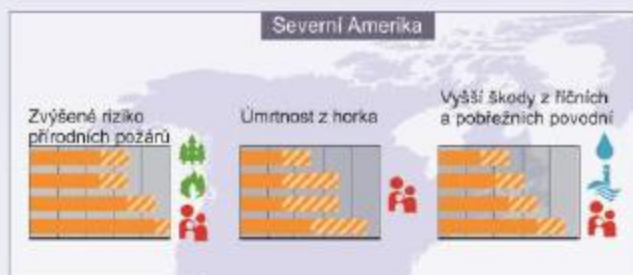 Severní Amerika
Zvýšené riziko
přírodních požárů
Úmrtnost z horka
Vyšší škody z říčních
a pobřežních povodní